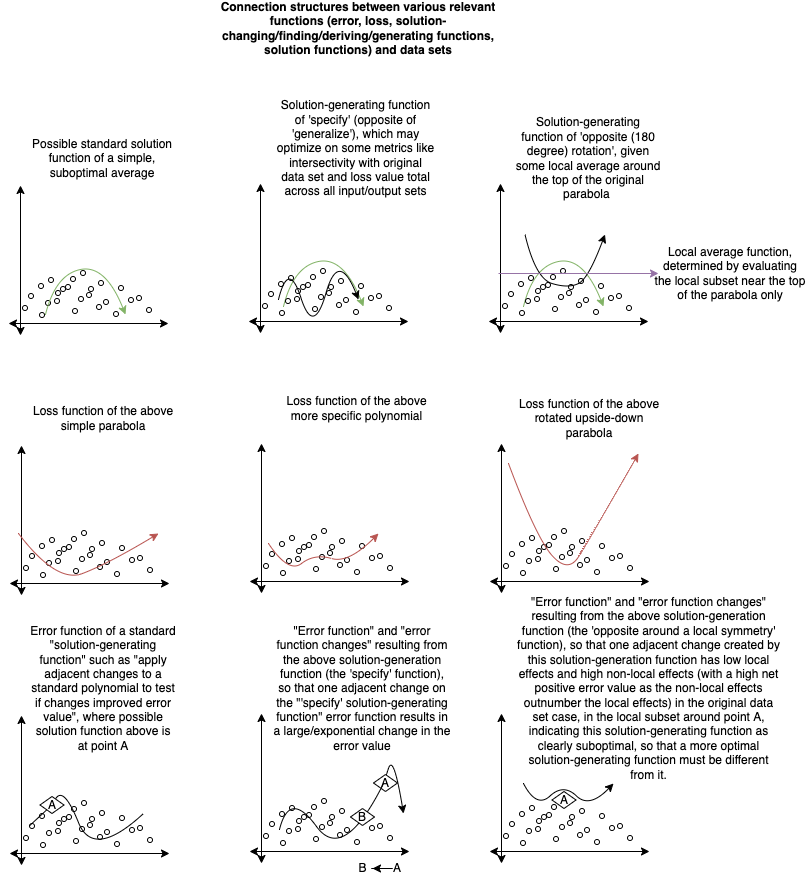 Connection structures between various relevant
functions (error, loss, solution-
changing/finding/deriving/generating functions,
solution functions) and data sets
Possible standard solution
function of a simple,
suboptimal average
Solution-generating function
of 'specify' (opposite of
'generalize'), which may
optimize on some metrics like
intersectivity with original
data set and loss value total
across all input/output sets
Solution-generating
function of 'opposite (180
degree) rotation', given
some local average around
the top of the original
parabola
Local average function,
determined by evaluating
the local subset near the top
of the parabola only
Loss function of the above
simple parabola
Loss function of the above
more specific polynomial
Loss function of the above
rotated upside-down
parabola
Error function of a standard
"solution-generating
function" such as "apply
adjacent changes to a
standard polynomial to test
if changes improved error
value", where possible
solution function above is
at point A
A
"Error function" and "error
function changes" resulting
from the above solution-
generation function (the
'specify' function),
so that one adjacent change on
the "'specify' solution-generating
function" error function results in
a large/exponential change in the
error value
A
B
B A
"Error function" and "error function changes"
resulting from the above solution-generation
function (the 'opposite around a local symmetry'
function), so that one adjacent change created by
this solution-generation function has low local
effects and high non-local effects (with a high net
positive error value as the non-local effects
outnumber the local effects) in the original data
set case, in the local subset around point A,
indicating this solution-generating function as
clearly suboptimal, so that a more optimal
solution-generating function must be different
from it.
A